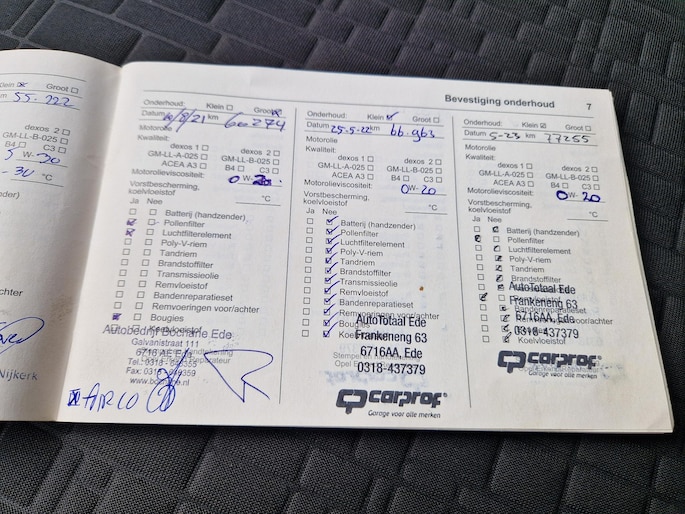 Klein Groot
km 55.722
dexos 2
GM-LL-B-025
B4 C3
W-20
-30 °C
achter
Nijkerk
Bevestiging onderhoud 7
Onderhoud: Klein Groot
Datum /8/21 km 60274
Motorolie
Kwaliteit:
dexos 1 dexos 2
GM-LL-A-025 GM-LL-B-025
ACEA A3 B4 C3
Motorolieviscositeit: 0 W-20
Vorstbescherming, °C
koelvloeistof
Ja Nee
Batterij (handzender)
Pollenfilter
Luchtfilterelement
Poly-V-riem
Tandriem
Brandstoffilter
Transmissieolie
Remvloeistof
Bandenreparatieset
Remvoeringen voor/achter
Bougies
Koelvloeistof
Autobedrijf Ede
Galvanistraat 111
6716 AE Ede
Tel.
Fax: 0318-
ARCO
Onderhoud: Klein Groot
Datum 25-5-22 km 66.963
Motorolie
Kwaliteit:
dexos 1 dexos 2
GM-LL-A-025 GM-LL-B-025
ACEA A3 B4 C3
Motorolieviscositeit: 0 W-20
Vorstbescherming, °C
koelvloeistof
Ja Nee
Batterij (handzender)
Pollenfilter
Luchtfilterelement
Poly-V-riem
Tandriem
Brandstoffilter
Transmissieolie
Remvloeistof
Bandenreparatieset
Remvoeringen voor/achter
Bougies
AutoTotaal Ede
Frankeneng 63
6716AA, Ede
0318-437379
carprof
Garage voor alle merken
Onderhoud: Klein Groot
Datum 5-23 km 77255
Motorolie
Kwaliteit:
dexos 1 dexos 2
GM-LL-A-025 GM-LL-B-025
ACEA A3 B4 C3
Motorolieviscositeit: 0 W-20
Vorstbescherming, °C
koelvloeistof
Ja Nee
Batterij (handzender)
Pollenfilter
Luchtfilterelement
Poly-V-riem
Tandriem
Brandstoffilter
Koelvloeistof
AutoTotaal Ede
Frankeneng 63
6716AA, Ede
0318-437379
carprof
Garage voor alle merken